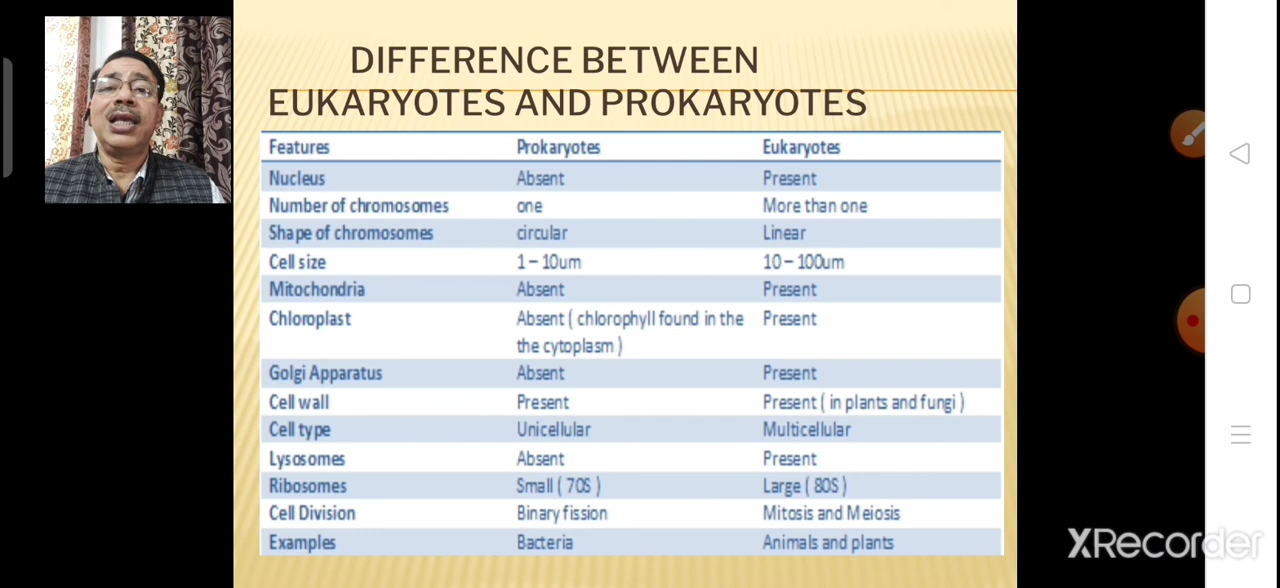 DIFFERENCE BETWEEN
EUKARYOTES AND PROKARYOTES
Features Prokaryotes Eukaryotes
Nucleus Absent Present
Number of chromosomes one More than one
Shape of chromosomes circular Linear
Cell size 1 – 10um 10 – 100um
Mitochondria Absent Present
Chloroplast Absent ( chlorophyll found in the Present
the cytoplasm )
Golgi Apparatus Absent Present
Cell wall Present Present ( in plants and fungi )
Cell type Unicellular Multicellular
Lysosomes Absent Present
Ribosomes Small ( 70S ) Large ( 80S )
Cell Division Binary fission Mitosis and Meiosis
Examples Bacteria Animals and plants
XRecorder